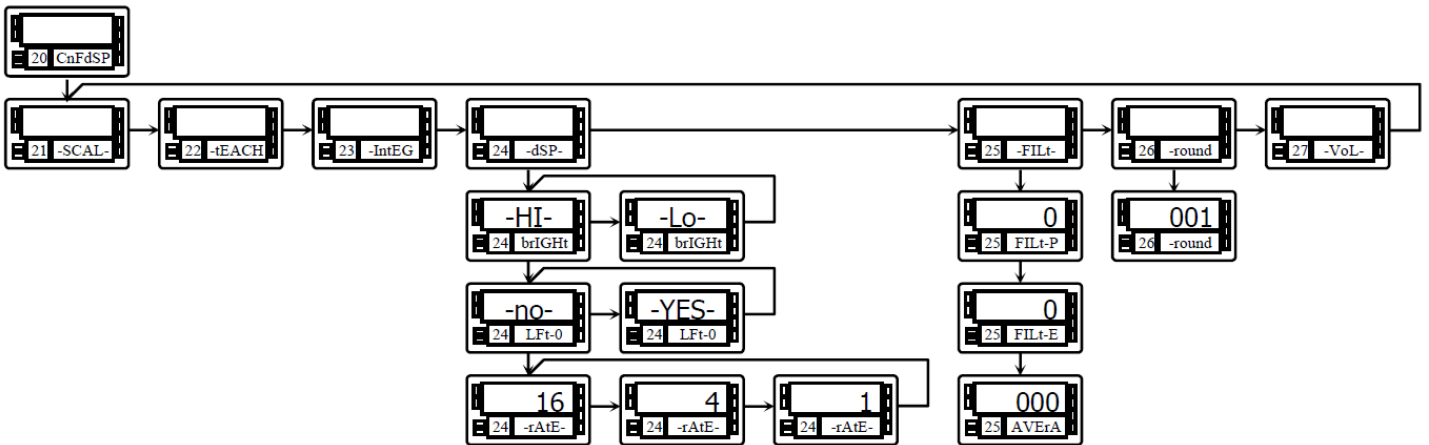 20 CnFdSP
21 -SCAL-
22 -tEACH
23 -IntEG
24 -dSP-
25 -FILt-
26 -round
27 -VoL-
-HI-
24 brIGHt
-Lo-
24 brIGHt
0
25 FILt-P
001
26 -round
-no-
24 LFt-0
-YES-
24 LFt-0
0
25 FILt-E
16
24 -rAtE-
4
24 -rAtE-
1
24 -rAtE-
000
25 AVErA